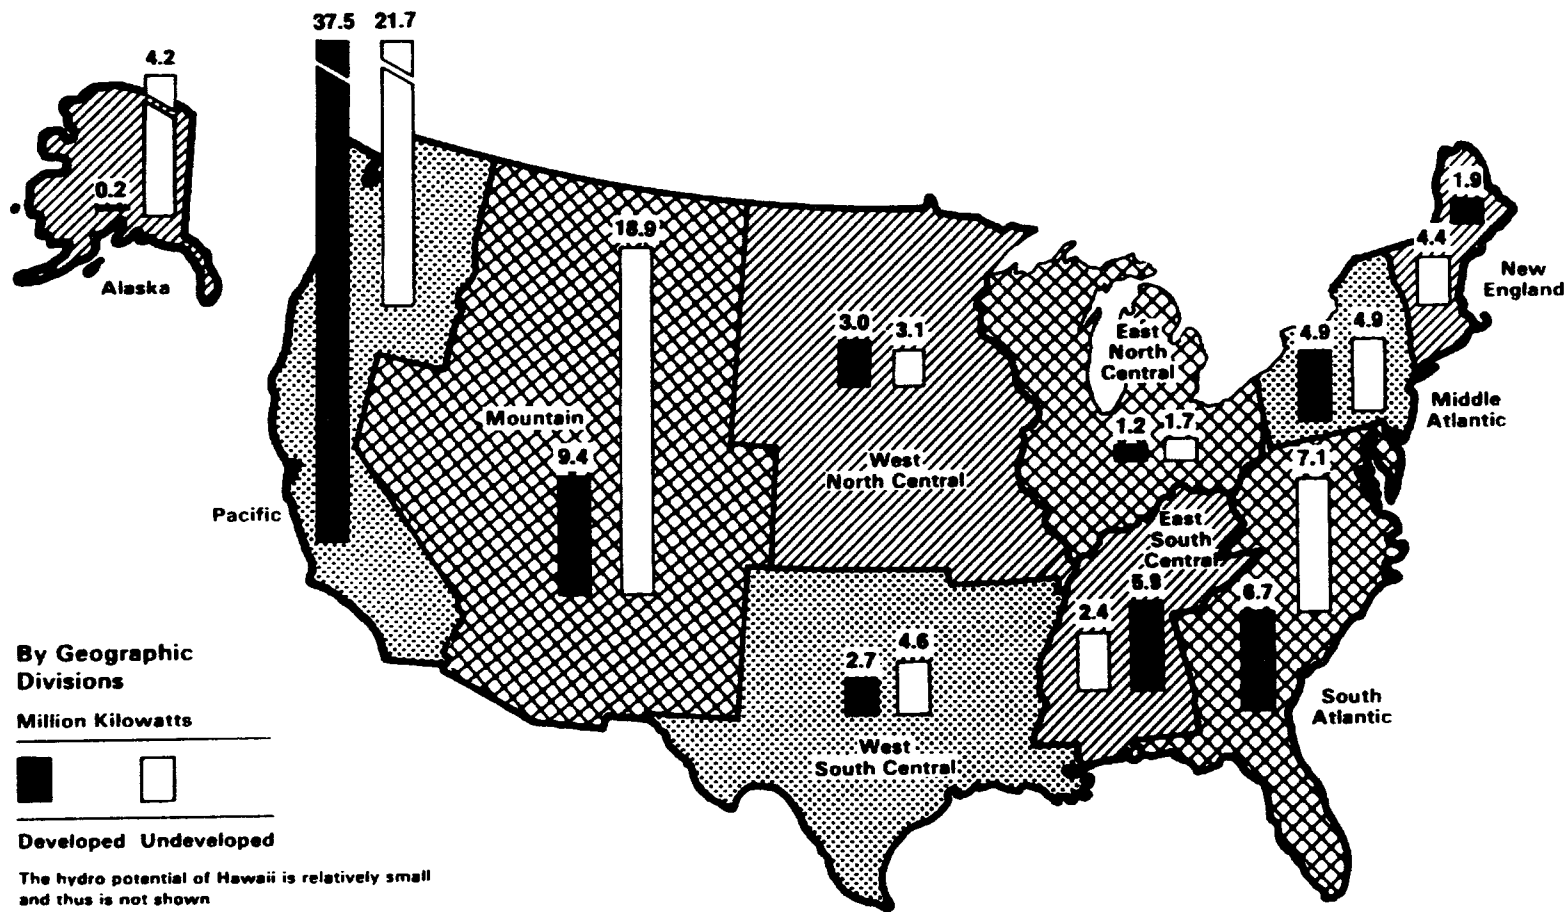 37.5 21.7
4.2
0.2
Alaska
18.9
1.9
4.4
New
England
3.0 3.1
East
North
Central
4.9 4.9
Middle
Atlantic
Mountain
9.4
1.2 1.7
West
North Central
7.1
Pacific
East
South
Central
5.9
2.4
6.7
2.7 4.6
South
Atlantic
West
South Central
By Geographic
Divisions
Million Kilowatts
Developed Undeveloped
The hydro potential of Hawaii is relatively small
and thus is not shown